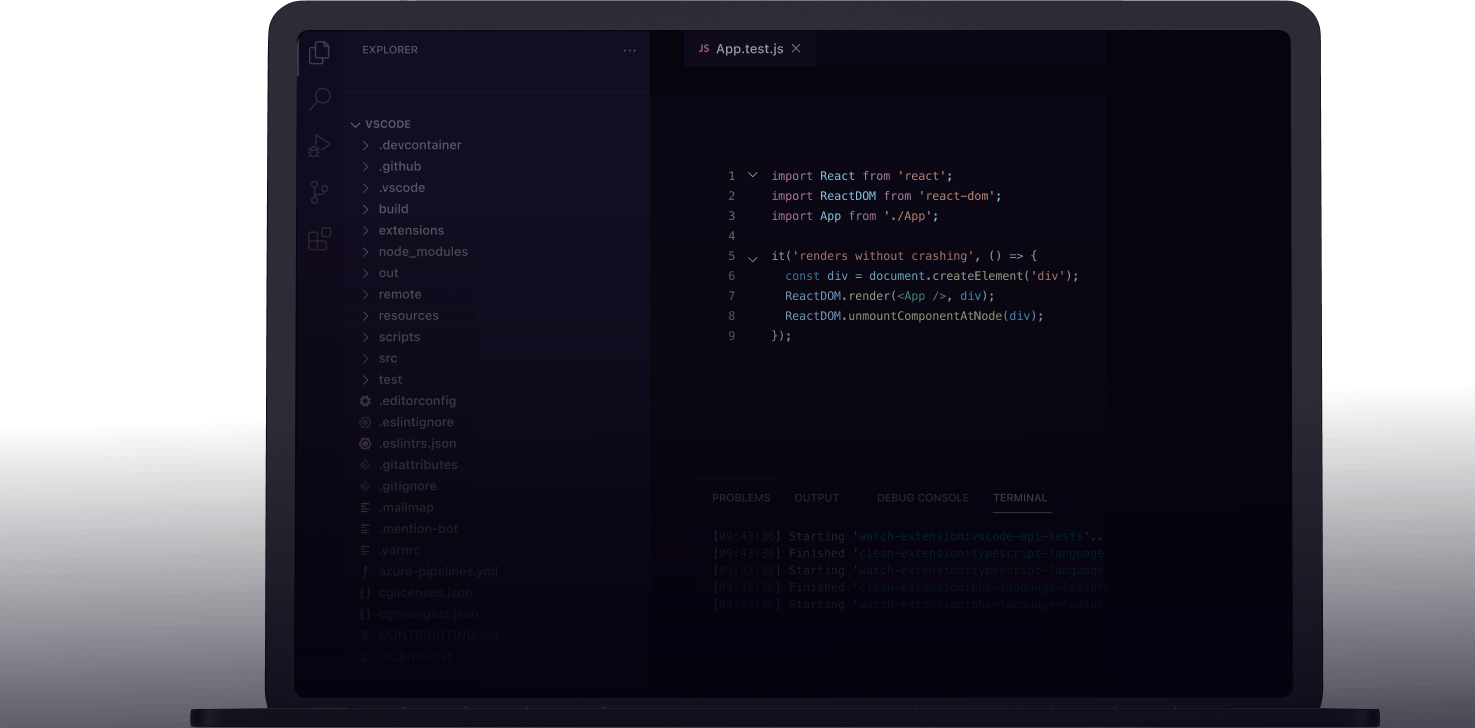 EXPLORER ...
JS App.test.js ×
VSCODE
.devcontainer
.github
.vscode
build
extensions
node_modules
out
remote
resources
scripts
src
test
.editorconfig
.eslintignore
.eslintrs.json
.gitattributes
.gitignore
.mailmap
.mention-bot
.yarnrc
! azure-pipelines.yml
{} cglicenses.json
{} cgmanigest.json
CONTRIBUTING.md
LICENSE.txt
1 import React from 'react';
2 import ReactDOM from 'react-dom';
3 import App from './App';
4
5 it('renders without crashing', () => {
6 const div = document.createElement('div');
7 ReactDOM.render(<App />, div);
8 ReactDOM.unmountComponentAtNode(div);
9 });
PROBLEMS OUTPUT DEBUG CONSOLE TERMINAL
[09:43:36] Starting 'watch-extension:vscode-api-tests'..
[09:43:36] Finished 'clean-extension:typescript-language
[09:43:36] Starting 'watch-extension:typescript-language
[09:43:36] Finished 'clean-extension:php-language-featur
[09:43:36] Starting 'watch-extension:php-language-featur